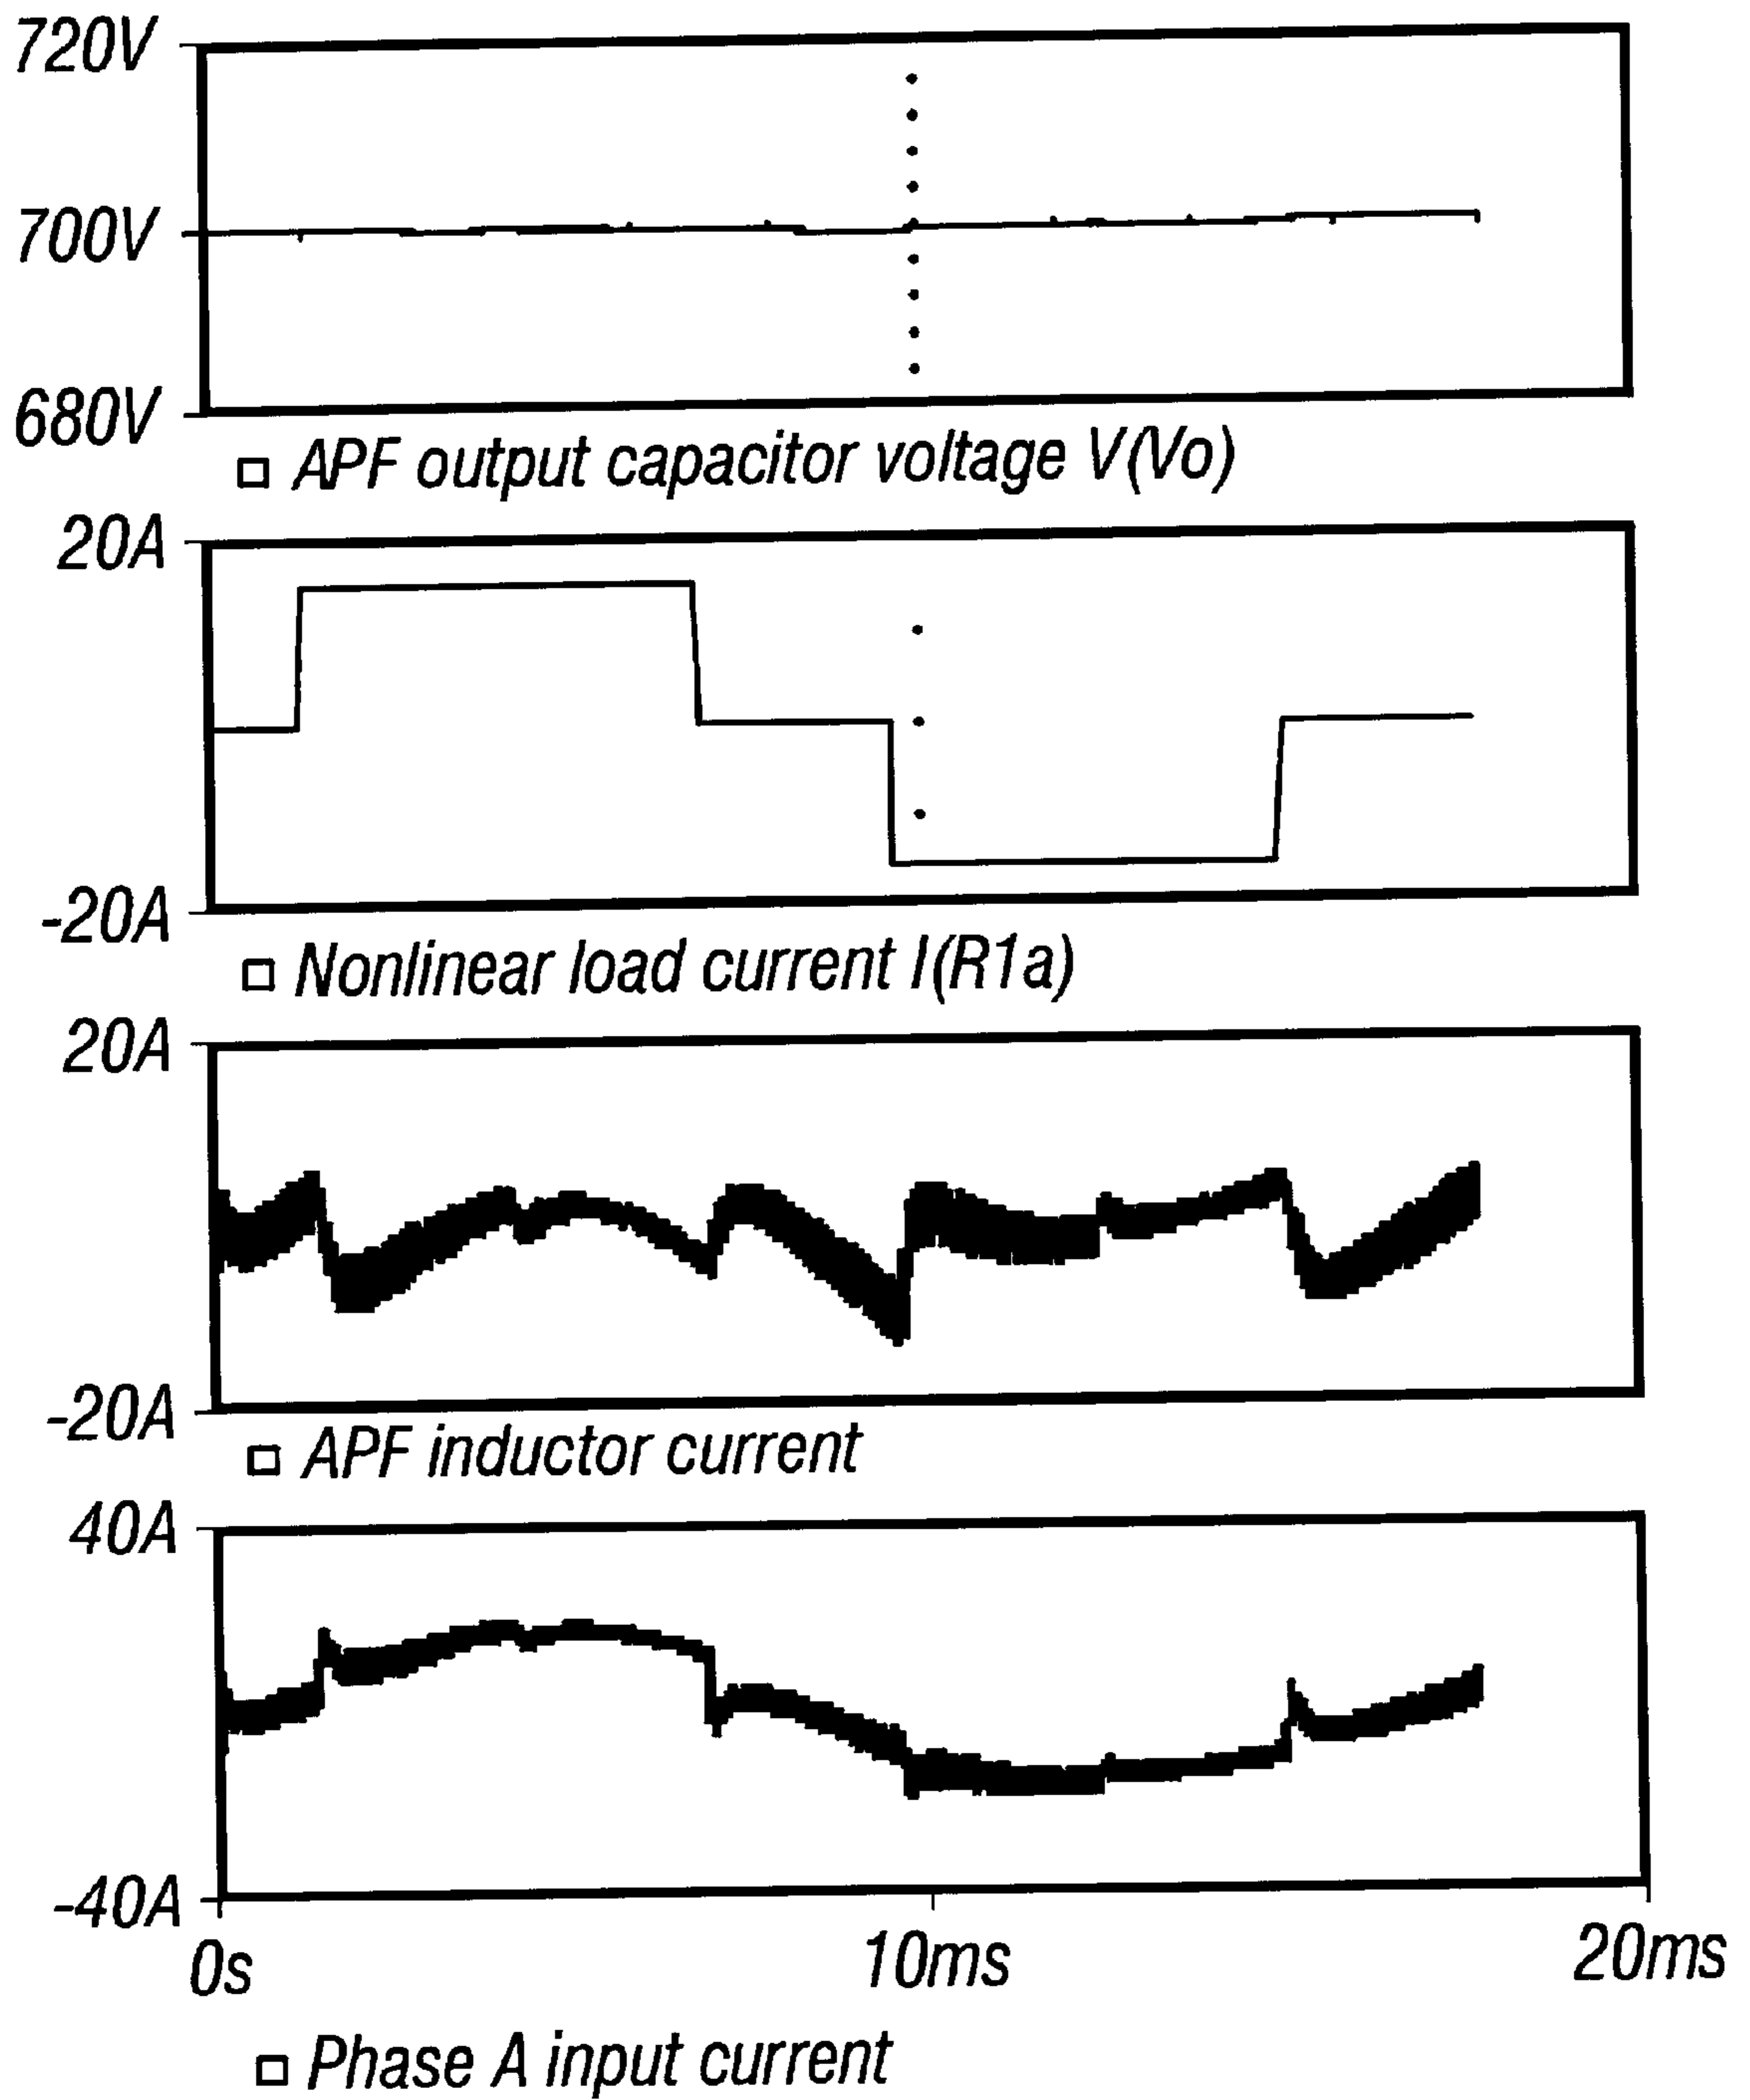 720V
700V
680V
APF output capacitor voltage V(Vo)
20A
-20A
Nonlinear load current I(R1a)
20A
-20A
APF inductor current
40A
-40A
0s 10ms 20ms
Phase A input current